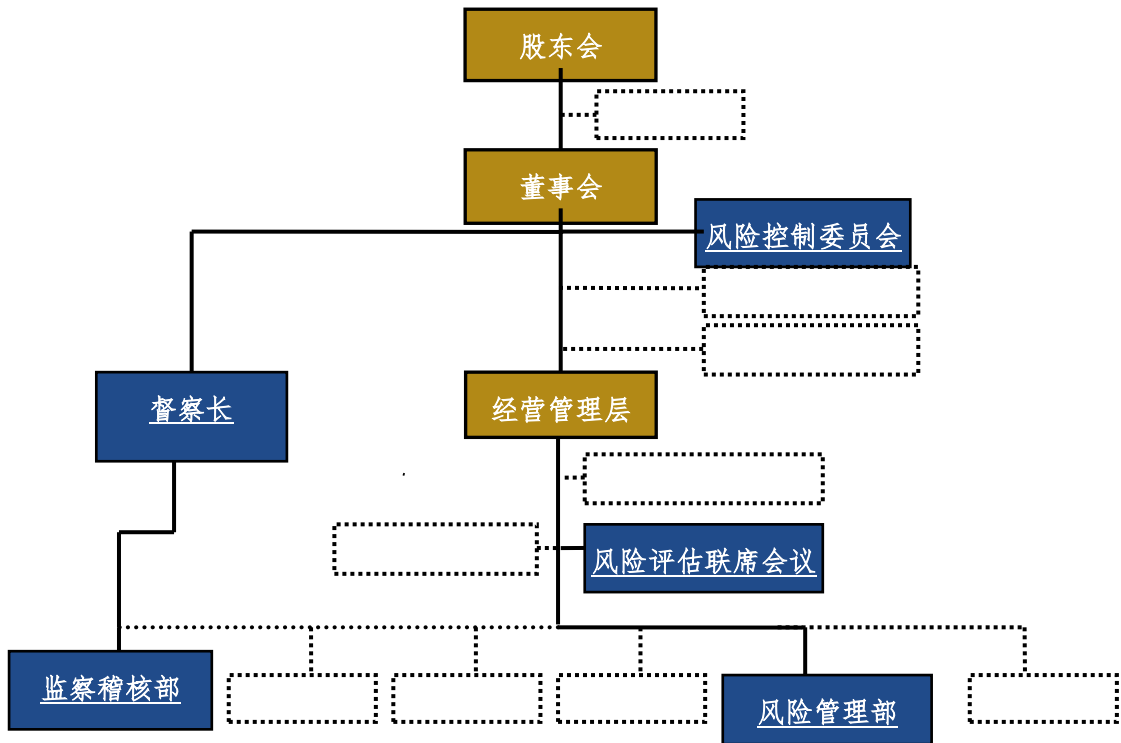 股东会
董事会
风险控制委员会
督察长
经营管理层
风险评估联席会议
监察稽核部
风险管理部